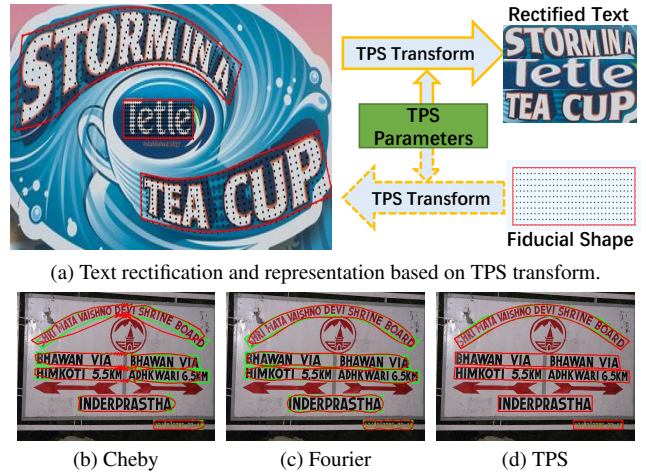 STORM IN A
Tetley
TEA CUP
TPS Transform
TPS
Parameters
TPS Transform
Rectified Text
STORM IN A
Tetley
TEA CUP
Fiducial Shape
(a) Text rectification and representation based on TPS transform.
SHRI MATA VAISHNO DEVI SHRINE BOARD
BHAWAN VIA BHAWAN VIA
HIMKOTI 5.5KM ADHKWARI 6.5KM
INDERPRASTHA
SHRI MATA VAISHNO DEVI SHRINE BOARD
BHAWAN VIA BHAWAN VIA
HIMKOTI 5.5KM ADHKWARI 6.5KM
INDERPRASTHA
SHRI MATA VAISHNO DEVI SHRINE BOARD
BHAWAN VIA BHAWAN VIA
HIMKOTI 5.5KM ADHKWARI 6.5KM
INDERPRASTHA
(b) Cheby
(c) Fourier
(d) TPS